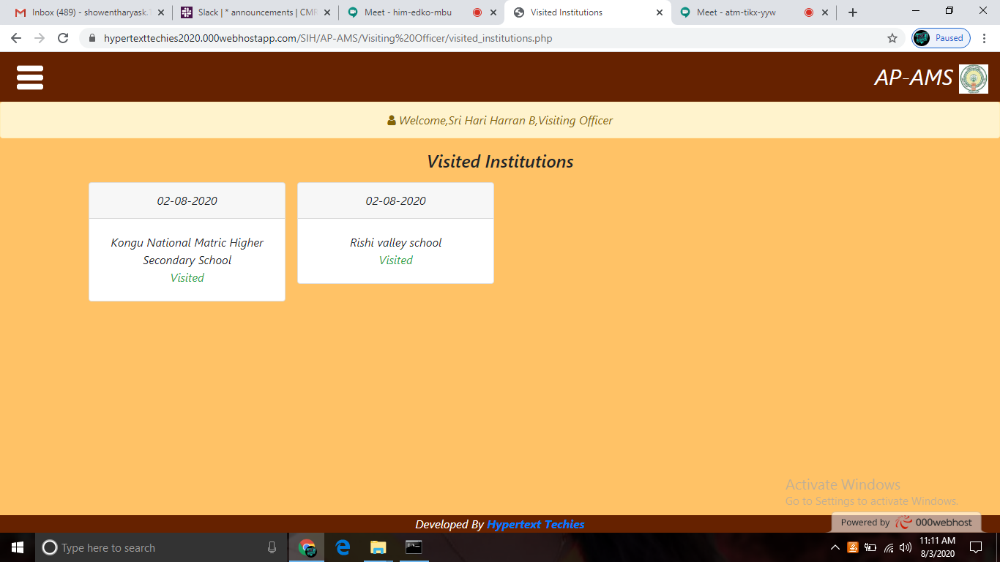 Inbox (489) - showentharyask.
Slack | * announcements | CMR
Meet - him-edko-mbu
Visited Institutions
Meet - atm-tikx-yyw
hypertexttechies2020.000webhostapp.com/SIH/AP-AMS/Visiting%20Officer/visited_institutions.php
Paused
AP-AMS
Welcome,Sri Hari Harran B,Visiting Officer
Visited Institutions
02-08-2020
Kongu National Matric Higher
Secondary School
Visited
02-08-2020
Rishi valley school
Visited
Activate Windows
Go to Settings to activate Windows.
Developed By Hypertext Techies
Powered by 000webhost
Type here to search
11:11 AM
8/3/2020